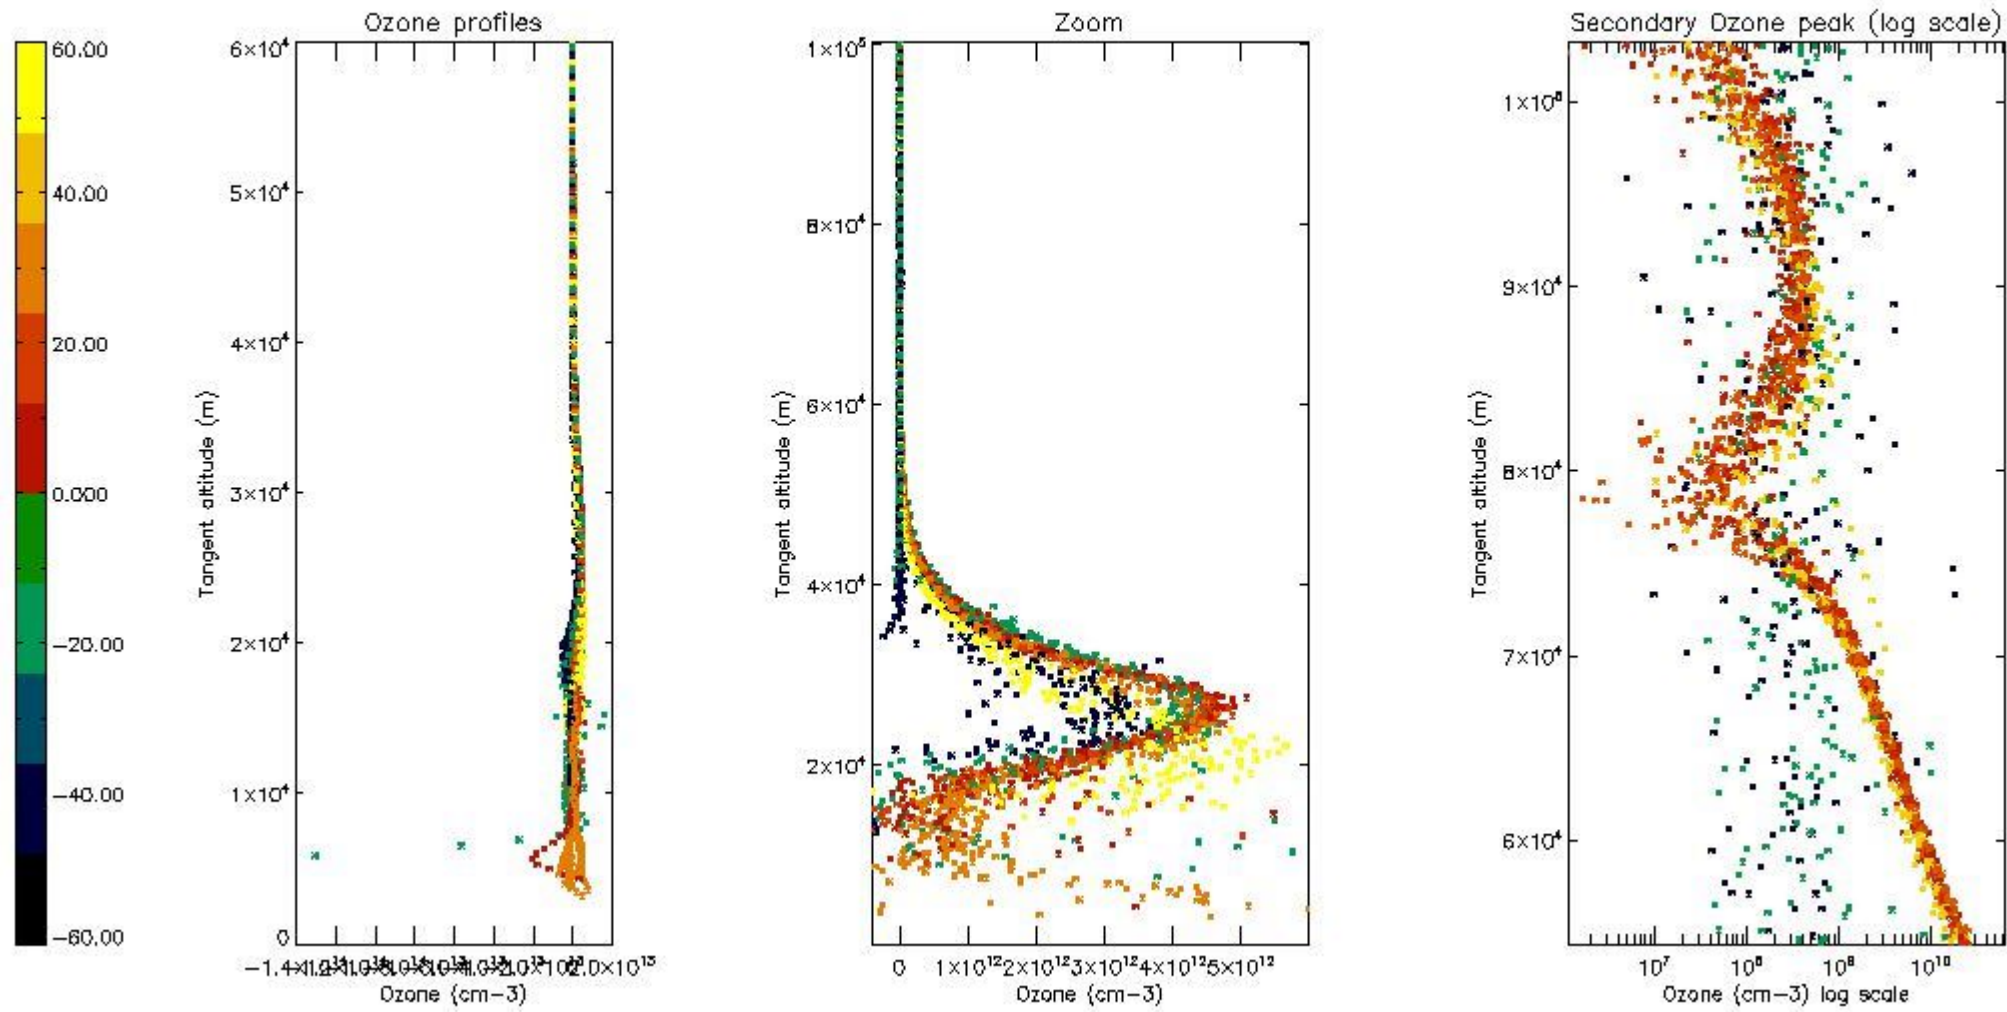 Ozone profiles
Zoom
Secondary Ozone peak (log scale)
60.00
40.00
20.00
-20.00
-40.00
-60.00
6×10⁴
5×10⁴
4×10⁴
3×10⁴
2×10⁴
1×10⁴
0
Tangent altitude (m)
2.0×10¹³
Ozone (cm-3)
1×10⁵
8×10⁴
6×10⁴
4×10⁴
2×10⁴
Tangent altitude (m)
0 1×10¹² 2×10¹² 3×10¹² 4×10¹² 5×10¹²
Ozone (cm-3)
1×10⁵
9×10⁴
8×10⁴
7×10⁴
6×10⁴
Tangent altitude (m)
10⁷ 10⁸ 10⁹ 10¹⁰
Ozone (cm-3) log scale